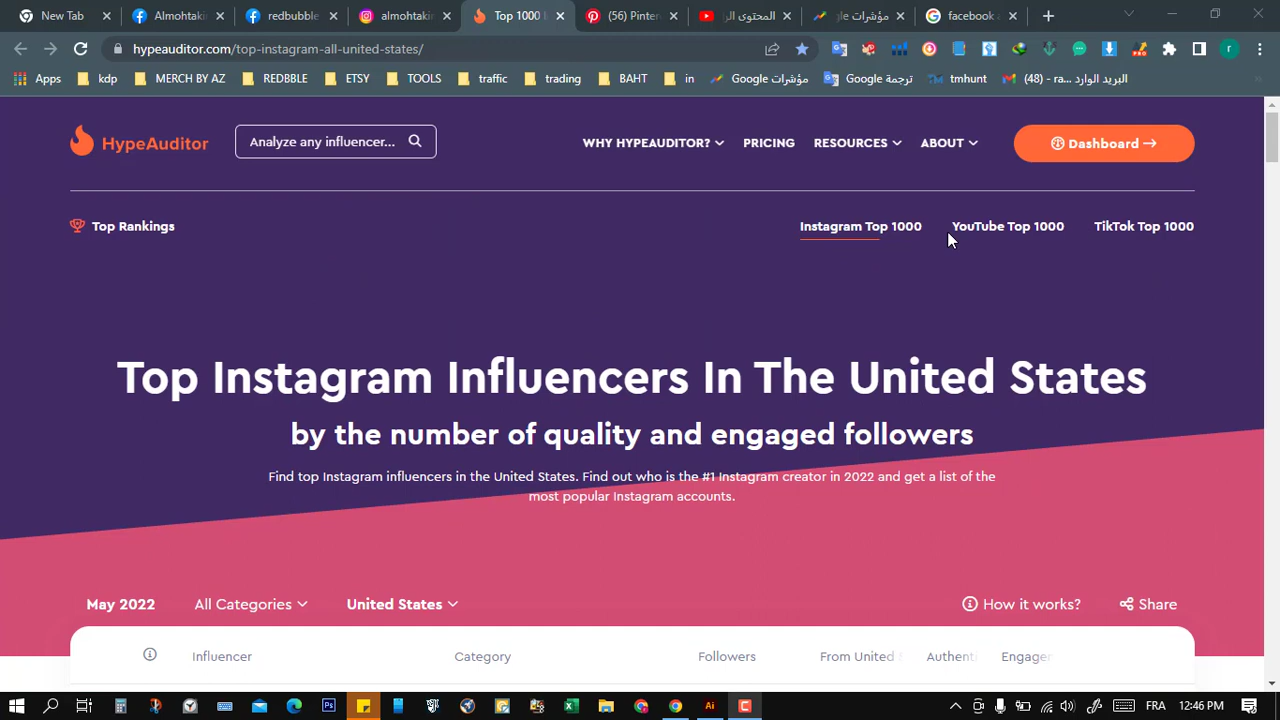 New Tab
Almohtaki
redbubble
almohtakin
Top 1000 I
(56) Pinter
المحتوى الر
مؤشرات Google
facebook a
hypeauditor.com/top-instagram-all-united-states/
r
Apps
kdp
MERCH BY AZ
REDBBLE
ETSY
TOOLS
traffic
trading
BAHT
in
مؤشرات Google
ترجمة Google
tmhunt
البريد الوارد (48) - ra...
HypeAuditor
Analyze any influencer...
WHY HYPEAUDITOR?
PRICING
RESOURCES
ABOUT
Dashboard →
Top Rankings
Instagram Top 1000
YouTube Top 1000
TikTok Top 1000
Top Instagram Influencers In The United States
by the number of quality and engaged followers
Find top Instagram influencers in the United States. Find out who is the #1 Instagram creator in 2022 and get a list of the
most popular Instagram accounts.
May 2022
All Categories
United States
How it works?
Share
Influencer
Category
Followers
From United S
Authent
Engager
FRA
12:46 PM